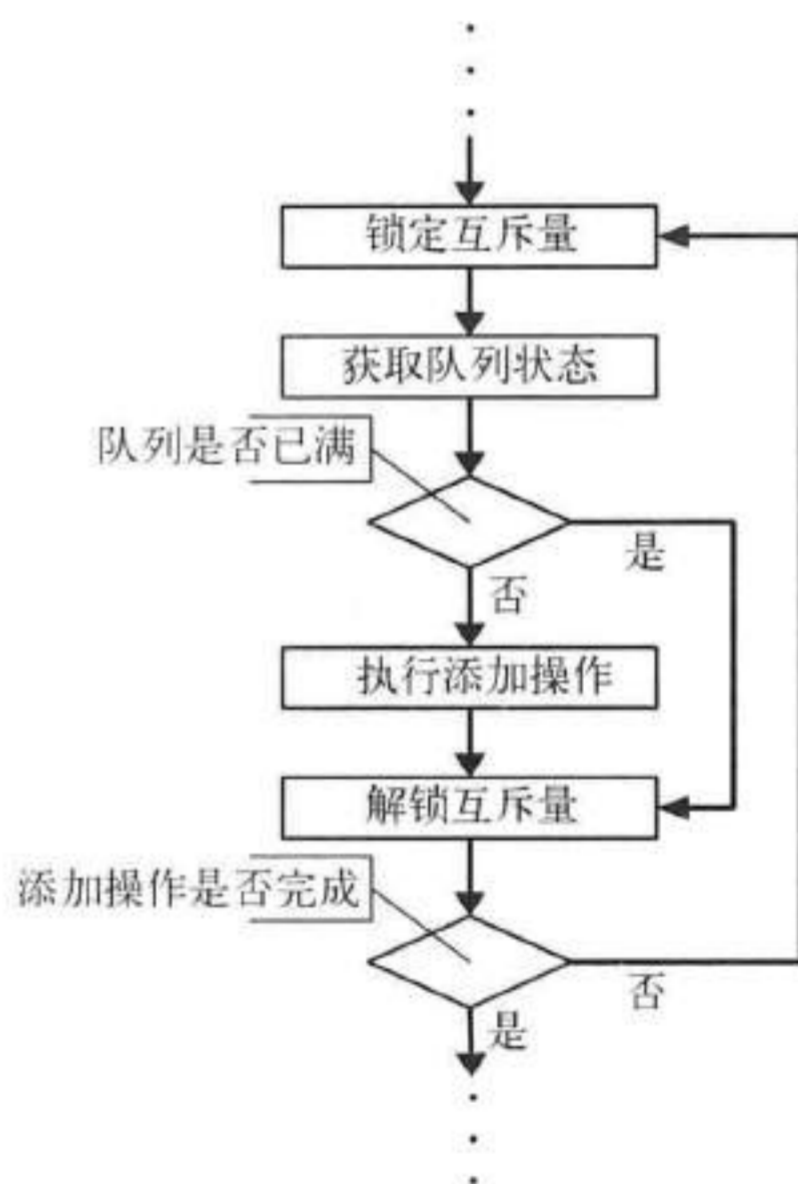 锁定互斥量
获取队列状态
队列是否已满
是
否
执行添加操作
解锁互斥量
添加操作是否完成
否
是